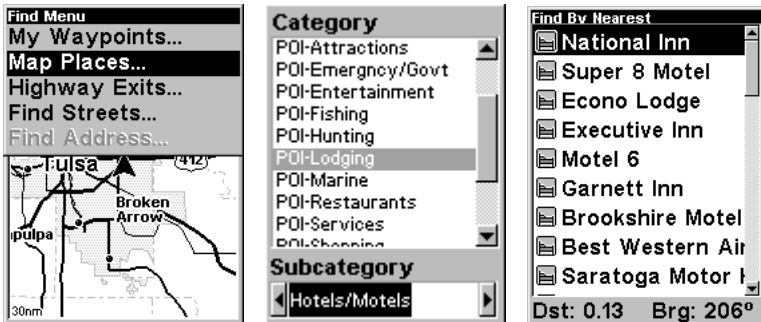 Find Menu
My Waypoints...
Map Places...
Highway Exits...
Find Streets...
Find Address...
Tulsa
412
Broken
Arrow
pulpa
30nm
Category
POI-Attractions
POI-Emergncy/Govt
POI-Entertainment
POI-Fishing
POI-Hunting
POI-Lodging
POI-Marine
POI-Restaurants
POI-Services
POI-Shopping
Subcategory
Hotels/Motels
Find By Nearest
National Inn
Super 8 Motel
Econo Lodge
Executive Inn
Motel 6
Garnett Inn
Brookshire Motel
Best Western Air
Saratoga Motor
Dst: 0.13 Brg: 206º